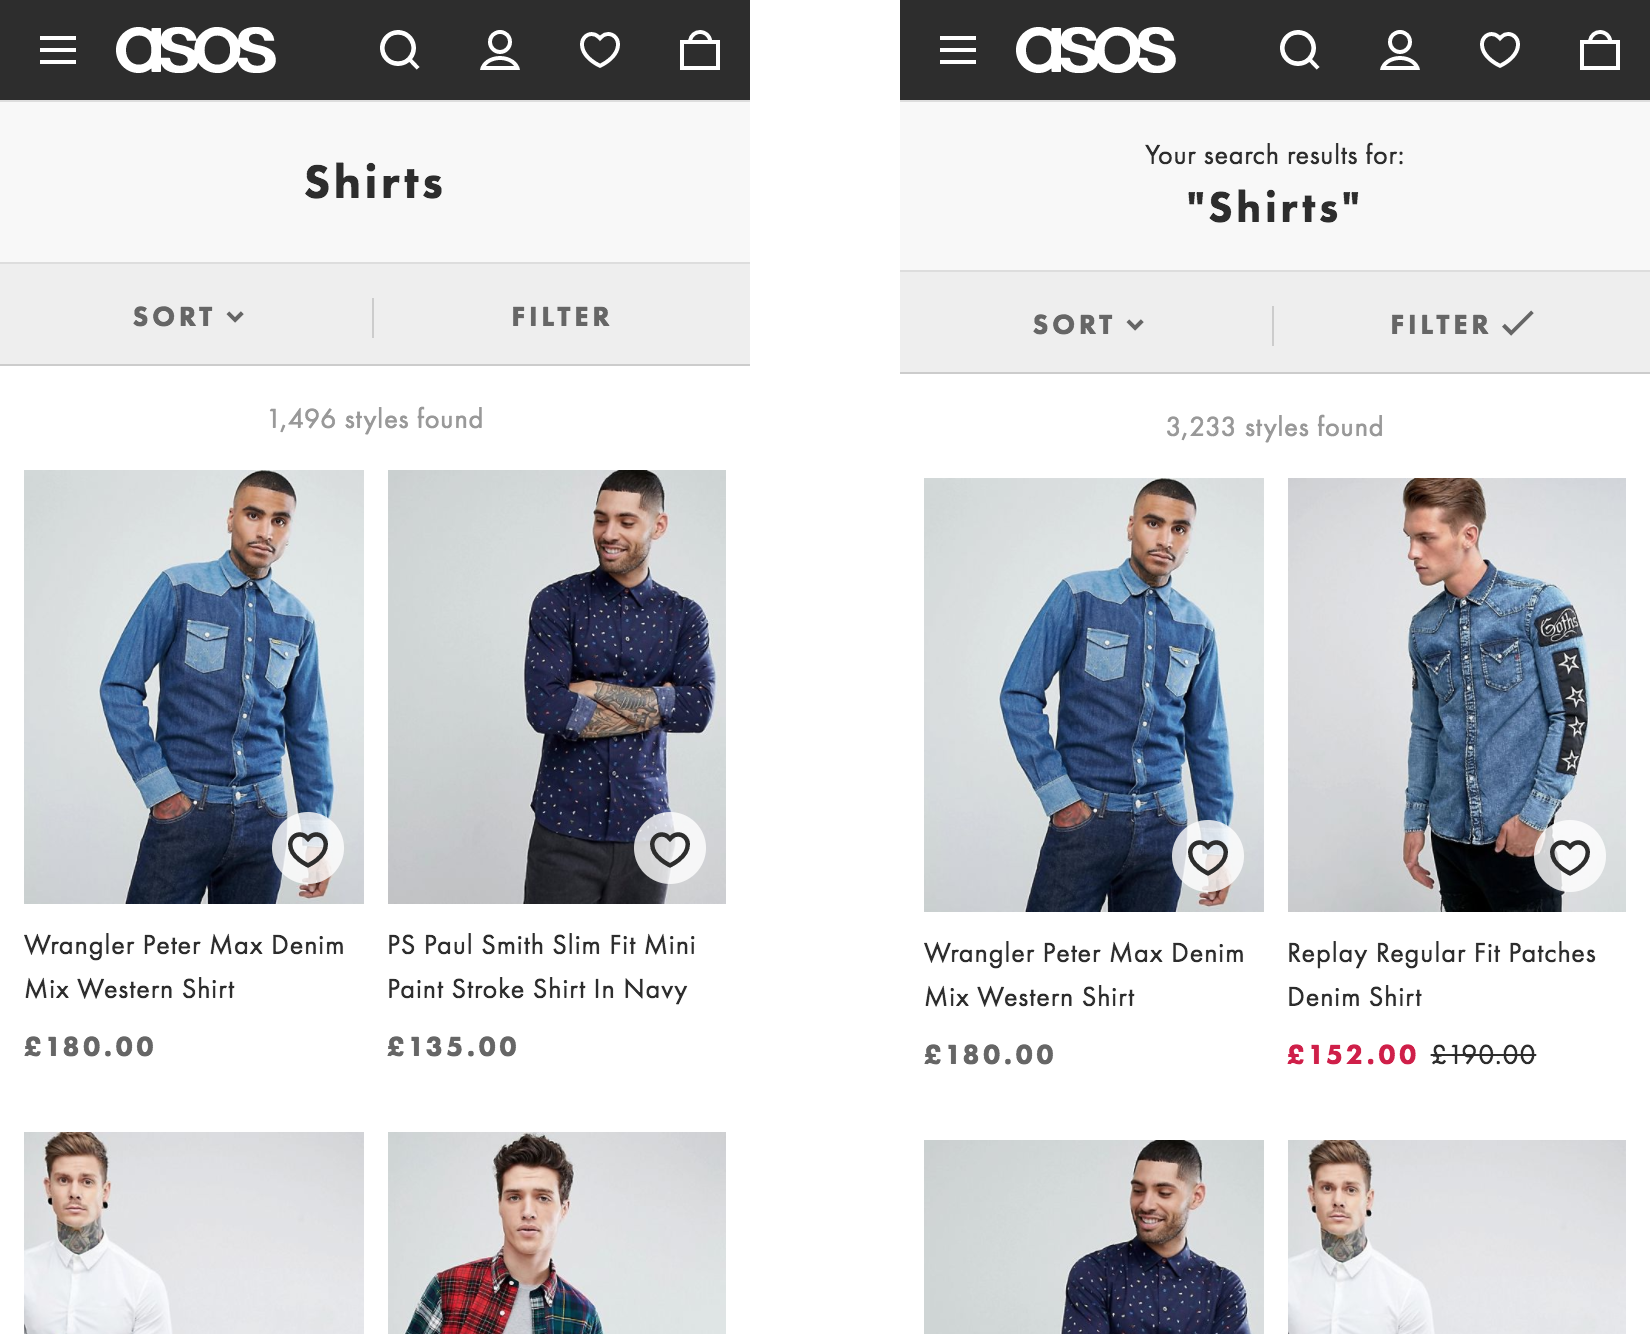 asos
Shirts
SORT
FILTER
1,496 styles found
Wrangler Peter Max Denim
Mix Western Shirt
£180.00
PS Paul Smith Slim Fit Mini
Paint Stroke Shirt In Navy
£135.00
asos
Your search results for:
"Shirts"
SORT
FILTER
3,233 styles found
Goths
Wrangler Peter Max Denim
Mix Western Shirt
£180.00
Replay Regular Fit Patches
Denim Shirt
£152.00 £190.00